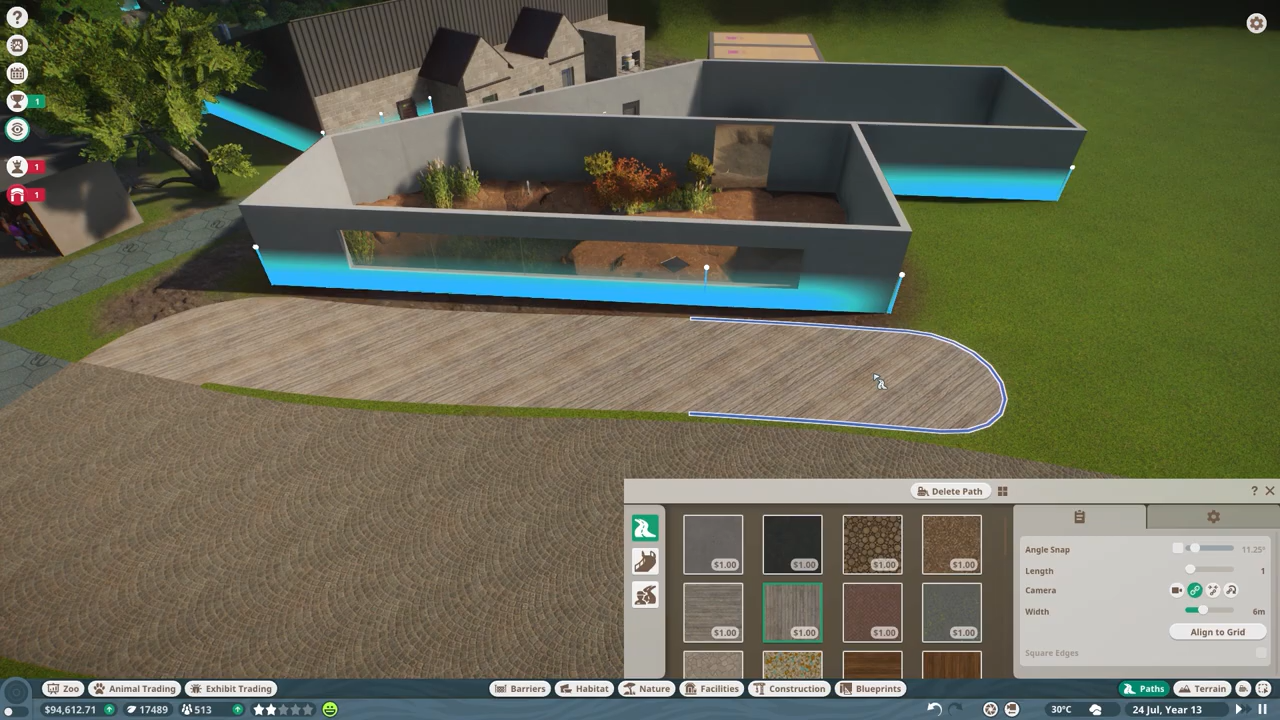 ?
1
1
1
Delete Path
?
$1.00
$1.00
$1.00
$1.00
$1.00
$1.00
$1.00
$1.00
Angle Snap
11.25°
Length
1
Camera
Width
6m
Align to Grid
Square Edges
Zoo
Animal Trading
Exhibit Trading
Barriers
Habitat
Nature
Facilities
Construction
Blueprints
Paths
Terrain
$94,612.71
17489
513
30°C
24 Jul, Year 13